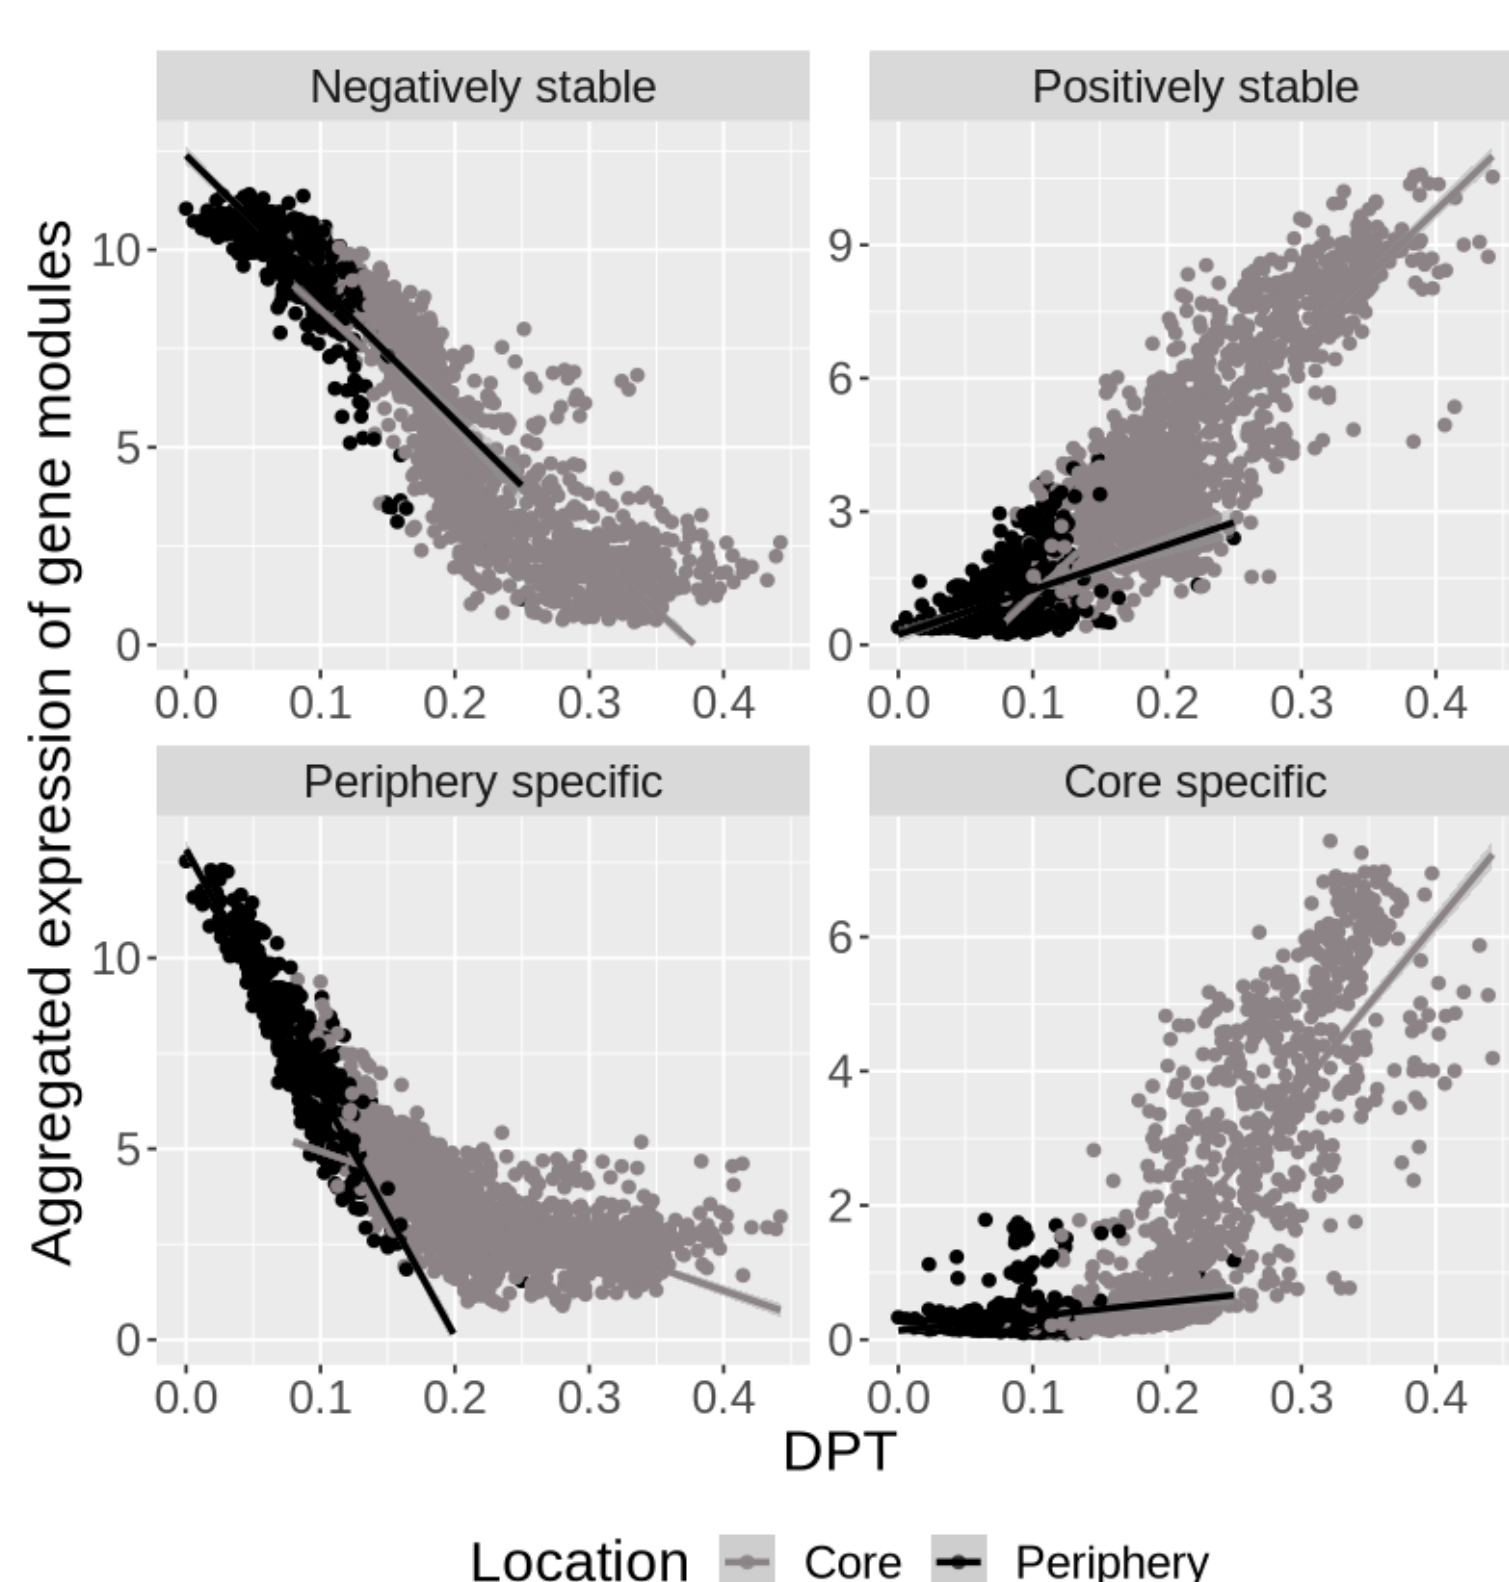 Negatively stable
Positively stable
10
5
0
9
6
3
0
0.0 0.1 0.2 0.3 0.4
0.0 0.1 0.2 0.3 0.4
Periphery specific
Core specific
10
5
0
6
4
2
0
0.0 0.1 0.2 0.3 0.4
0.0 0.1 0.2 0.3 0.4
Aggregated expression of gene modules
DPT
Location Core Periphery